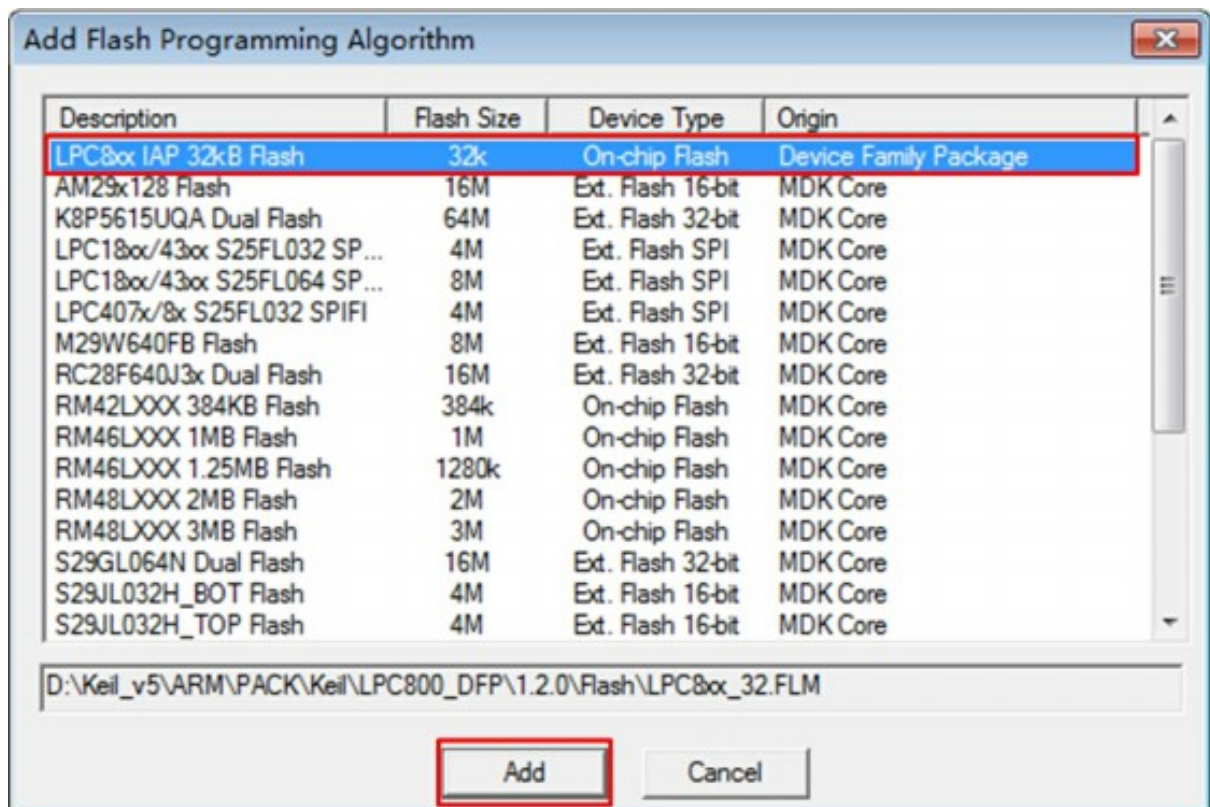 Add Flash Programming Algorithm
Description Flash Size Device Type Origin
LPC8xx IAP 32kB Flash 32k On-chip Flash Device Family Package
AM29x128 Flash 16M Ext. Flash 16-bit MDK Core
K8P5615UQA Dual Flash 64M Ext. Flash 32-bit MDK Core
LPC18xx/43xx S25FL032 SP... 4M Ext. Flash SPI MDK Core
LPC18xx/43xx S25FL064 SP... 8M Ext. Flash SPI MDK Core
LPC407x/8x S25FL032 SPIFI 4M Ext. Flash SPI MDK Core
M29W640FB Flash 8M Ext. Flash 16-bit MDK Core
RC28F640J3x Dual Flash 16M Ext. Flash 32-bit MDK Core
RM42LXXX 384KB Flash 384k On-chip Flash MDK Core
RM46LXXX 1MB Flash 1M On-chip Flash MDK Core
RM46LXXX 1.25MB Flash 1280k On-chip Flash MDK Core
RM48LXXX 2MB Flash 2M On-chip Flash MDK Core
RM48LXXX 3MB Flash 3M On-chip Flash MDK Core
S29GL064N Dual Flash 16M Ext. Flash 32-bit MDK Core
S29JL032H_BOT Flash 4M Ext. Flash 16-bit MDK Core
S29JL032H_TOP Flash 4M Ext. Flash 16-bit MDK Core
D:\Keil_v5\ARM\PACK\Keil\LPC800_DFP\1.2.0\Flash\LPC8xx_32.FLM
Add Cancel